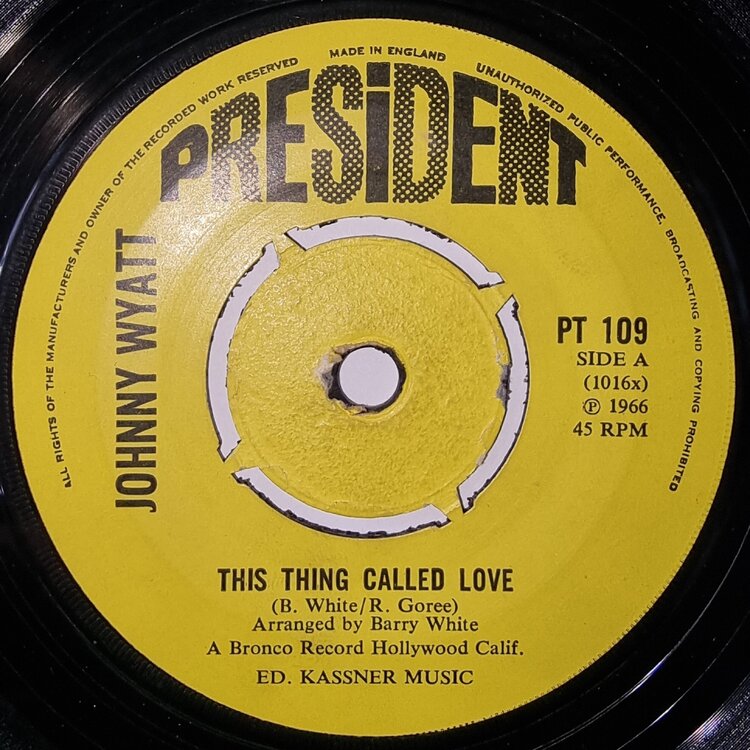 ALL RIGHTS OF THE MANUFACTURERS AND OWNER OF THE RECORDED WORK RESERVED
MADE IN ENGLAND
UNAUTHORIZED PUBLIC PERFORMANCE, BROADCASTING AND COPYING PROHIBITED
PRESiDENT
JOHNNY WYATT
PT 109
SIDE A
(1016x)
℗ 1966
45 RPM
THIS THING CALLED LOVE
(B. White/R. Goree)
Arranged by Barry White
A Bronco Record Hollywood Calif.
ED. KASSNER MUSIC